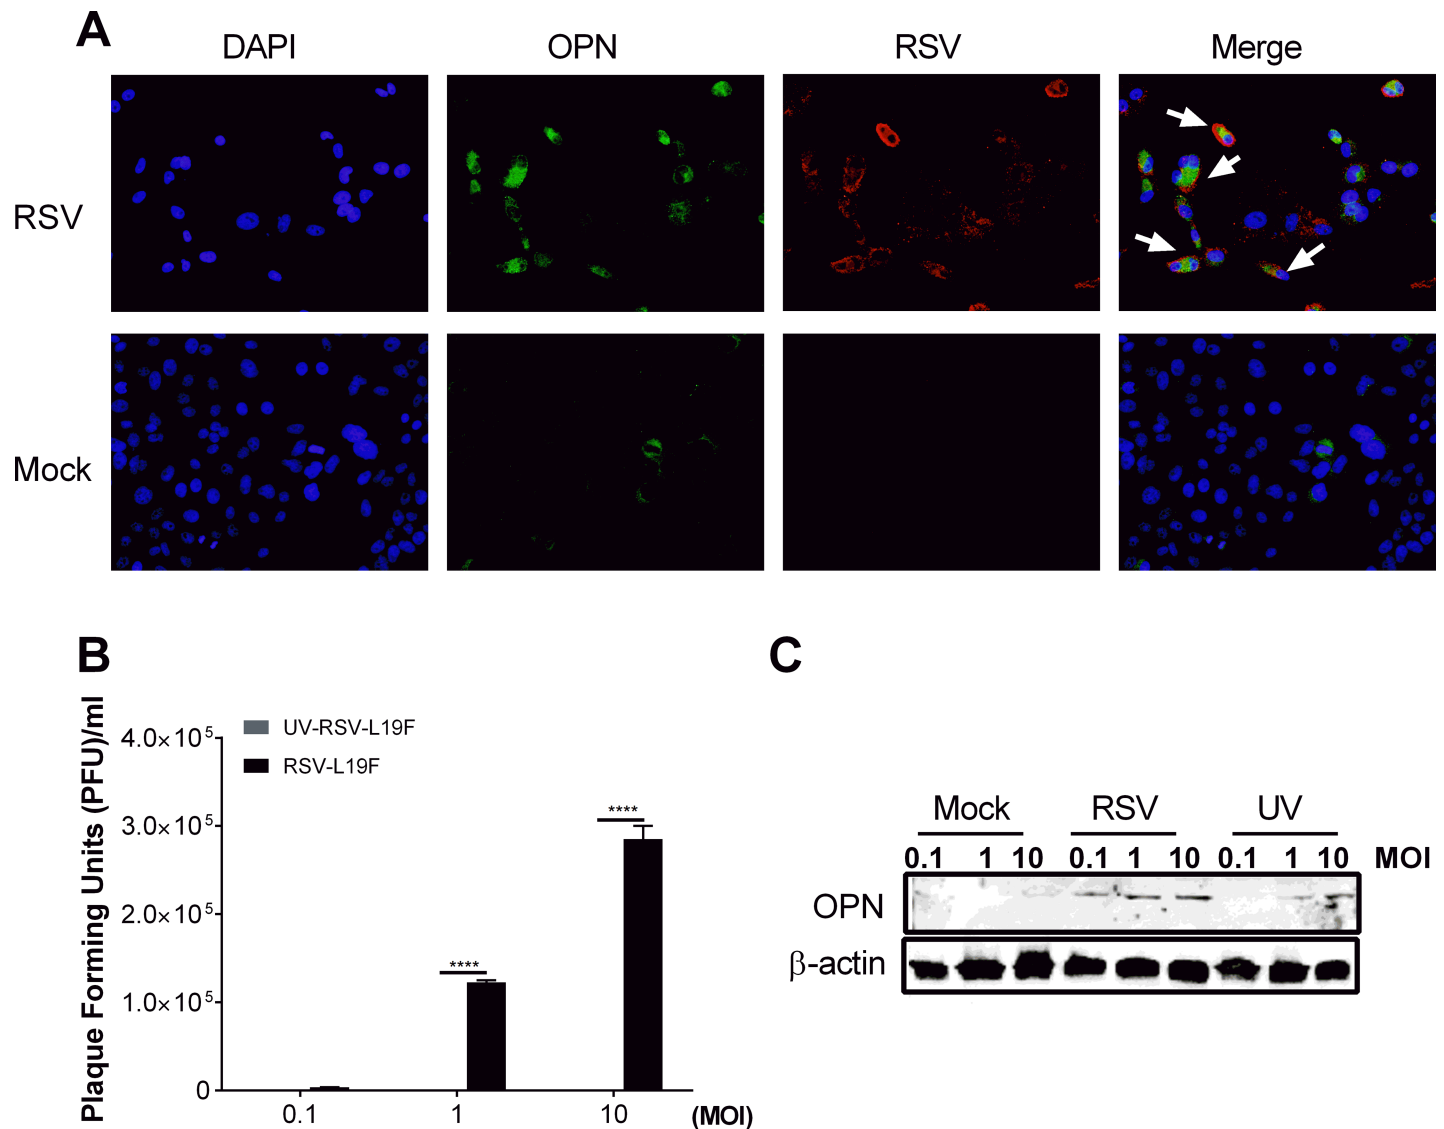 A
DAPI OPN RSV Merge
RSV
Mock
B
Plaque Forming Units (PFU)/ml
UV-RSV-L19F
RSV-L19F
4.0×10⁵
3.0×10⁵
2.0×10⁵
1.0×10⁵
0
****
****
0.1 1 10 (MOI)
C
Mock RSV UV
0.1 1 10 0.1 1 10 0.1 1 10 MOI
OPN
β-actin